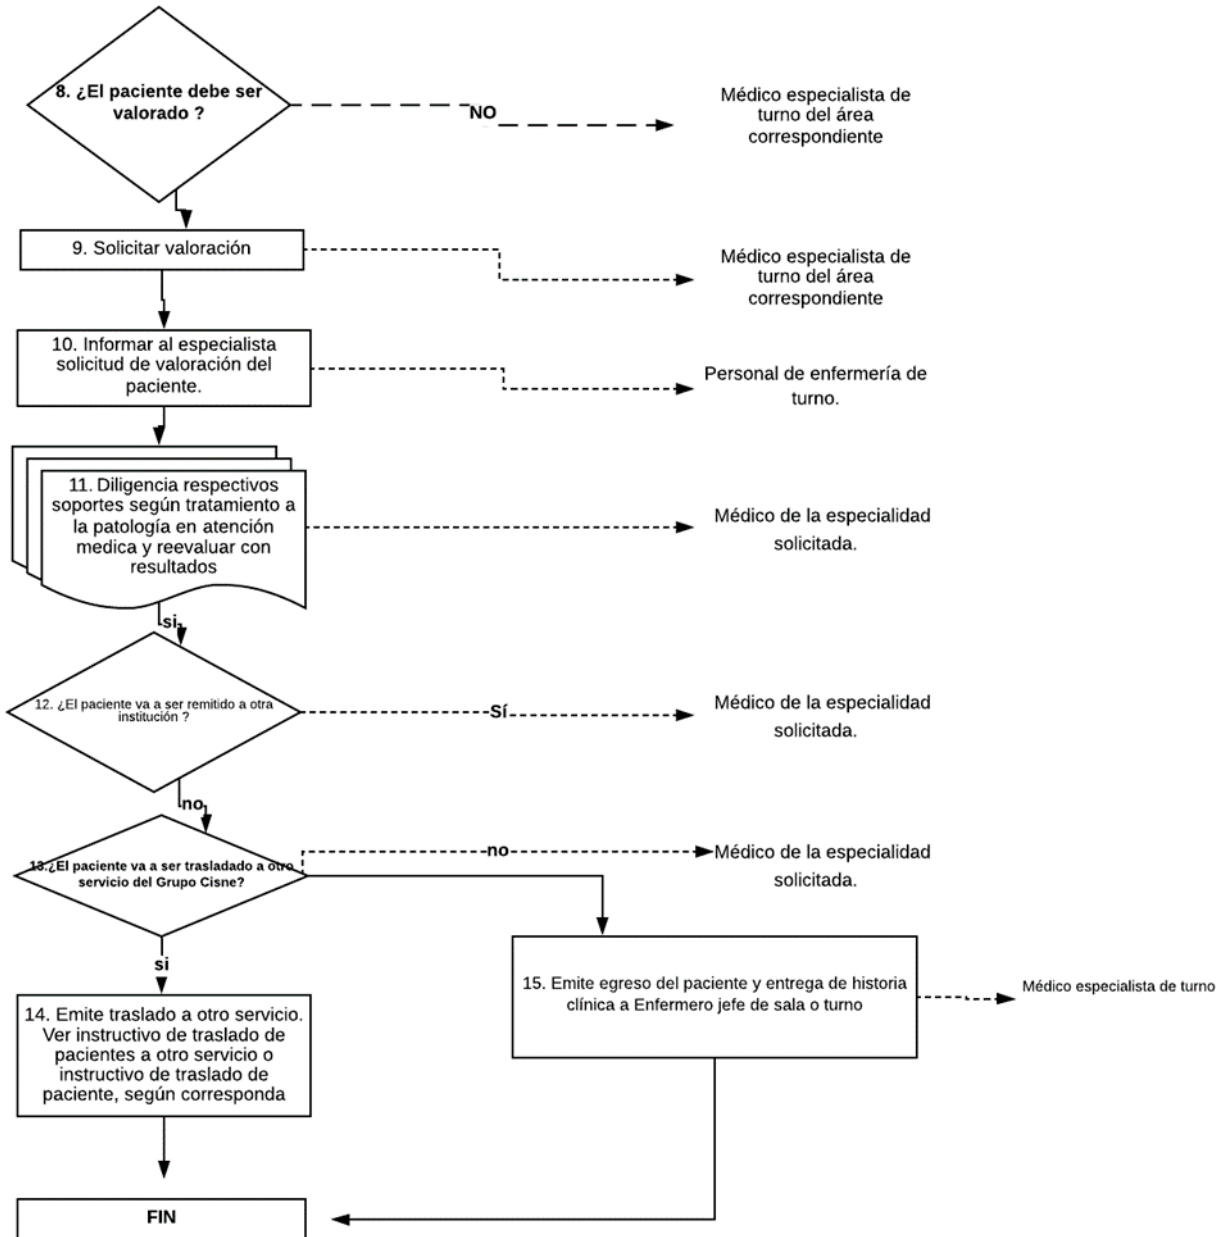 8. ¿El paciente debe ser
valorado ?
NO
Médico especialista de
turno del área
correspondiente
9. Solicitar valoración
Médico especialista de
turno del área
correspondiente
10. Informar al especialista
solicitud de valoración del
paciente.
Personal de enfermería de
turno.
11. Diligencia respectivos
soportes según tratamiento a
la patología en atención
medica y reevaluar con
resultados
Médico de la especialidad
solicitada.
si
12. ¿El paciente va a ser remitido a otra
institución ?
Sí
Médico de la especialidad
solicitada.
no
13.¿El paciente va a ser trasladado a otro
servicio del Grupo Cisne?
no
Médico de la especialidad
solicitada.
si
15. Emite egreso del paciente y entrega de historia
clínica a Enfermero jefe de sala o turno
Médico especialista de turno
14. Emite traslado a otro servicio.
Ver instructivo de traslado de
pacientes a otro servicio o
instructivo de traslado de
paciente, según corresponda
FIN